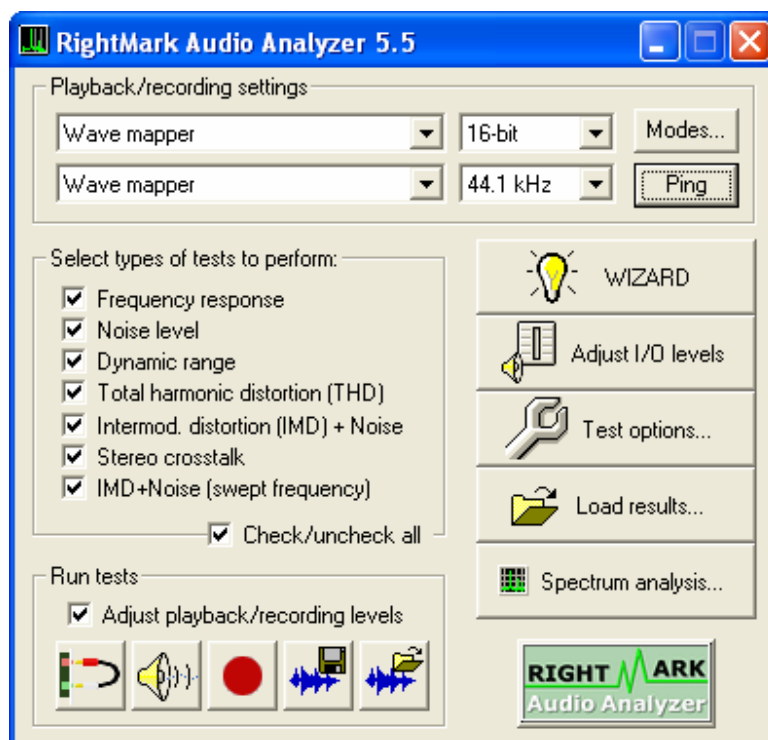 RightMark Audio Analyzer 5.5
Playback/recording settings
Wave mapper 16-bit Modes...
Wave mapper 44.1 kHz Ping
Select types of tests to perform:
Frequency response
Noise level
Dynamic range
Total harmonic distortion (THD)
Intermod. distortion (IMD) + Noise
Stereo crosstalk
IMD+Noise (swept frequency)
Check/uncheck all
WIZARD
Adjust I/O levels
Test options...
Load results...
Spectrum analysis...
Run tests
Adjust playback/recording levels
RIGHT MARK
Audio Analyzer